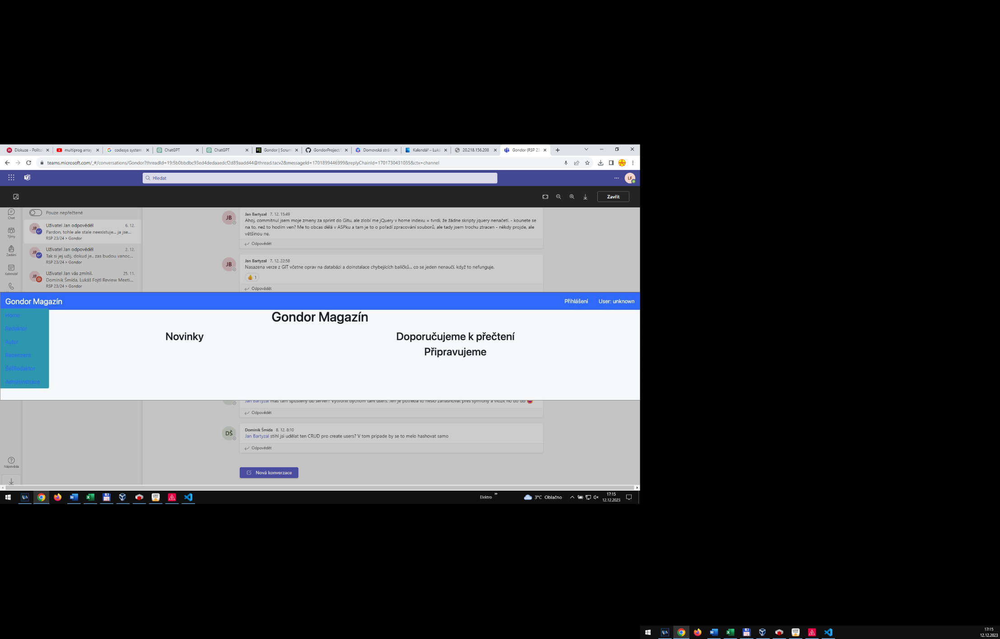 Diskuze - Polito
multiprog array
codesys system
ChatGPT
ChatGPT
Gondor | Scrum
GondorProject/
Domovská strán
Kalendář – Luká
20.218.156.208
Gondor (RSP 23
teams.microsoft.com/_#/conversations/Gondor?threadId=19:5b0bbdbc93ed4dedaaedcf2d89aadd44@thread.tacv2&messageId=1701899446999&replyChainId=1701730431035&ctx=channel
Hledat
LF
Zavřít
Chat
Týmy
Zadání
Kalendář
Pouze nepřečtené
Uživatel Jan odpověděl 6. 12.
Pardon, tohle ale stale neexistuje... ja jse...
RSP 23/24 > Gondor
Uživatel Jan odpověděl 2. 12.
Tak si jej užij, dokud je.. zas budou vanoc...
RSP 23/24 > Gondor
Uživatel Jan vás zmínil. 25. 11.
Dominik Šmída, Lukáš Fojtl Review Meeti...
RSP 23/24 > Gondor
JB
Jan Bartyzal 7. 12. 15:49
Ahoj, commitnul jsem moje zmeny za sprint do Gitu, ale zlobí me jQuery v home indexu = tvrdi, že žádne skripty jquery nenačetl. - kounete se
na to, než to hodím ven? Me to obcas dělá v ASPku a tam je to o pořadí zpracování souborů, ale tady jsem trochu ztracen - někdy projde, ale
většinou ne.
Odpovědět
JB
Jan Bartyzal 7. 12. 22:58
Nasazena verze z GIT včetne oprav na databázi a doinstalace chybejících balíčků... co se jeden nenaučí. když to nefunguje.
1
Odpovědět
Gondor Magazín
Přihlášení
User: unknown
Home
Redaktor
Autor
Recenzent
ŠéfRedaktor
Admininstrace
Gondor Magazín
Novinky
Doporučujeme k přečtení
Připravujeme
Jan Bartyzal máš tam spuštěný db server? Vytvořil bychom tam users. Jen je potřeba to heslo zahashovat přes symfony a vložit ho do db
Odpovědět
DŠ
Dominik Šmída 8. 12. 8:10
Jan Bartyzal stihl jsi udělat ten CRUD pro create users? V tom pripade by se to melo hashovat samo
Odpovědět
Nová konverzace
Nápověda
Elektro
3°C Oblačno
17:15
12.12.2023
17:15
12.12.2023